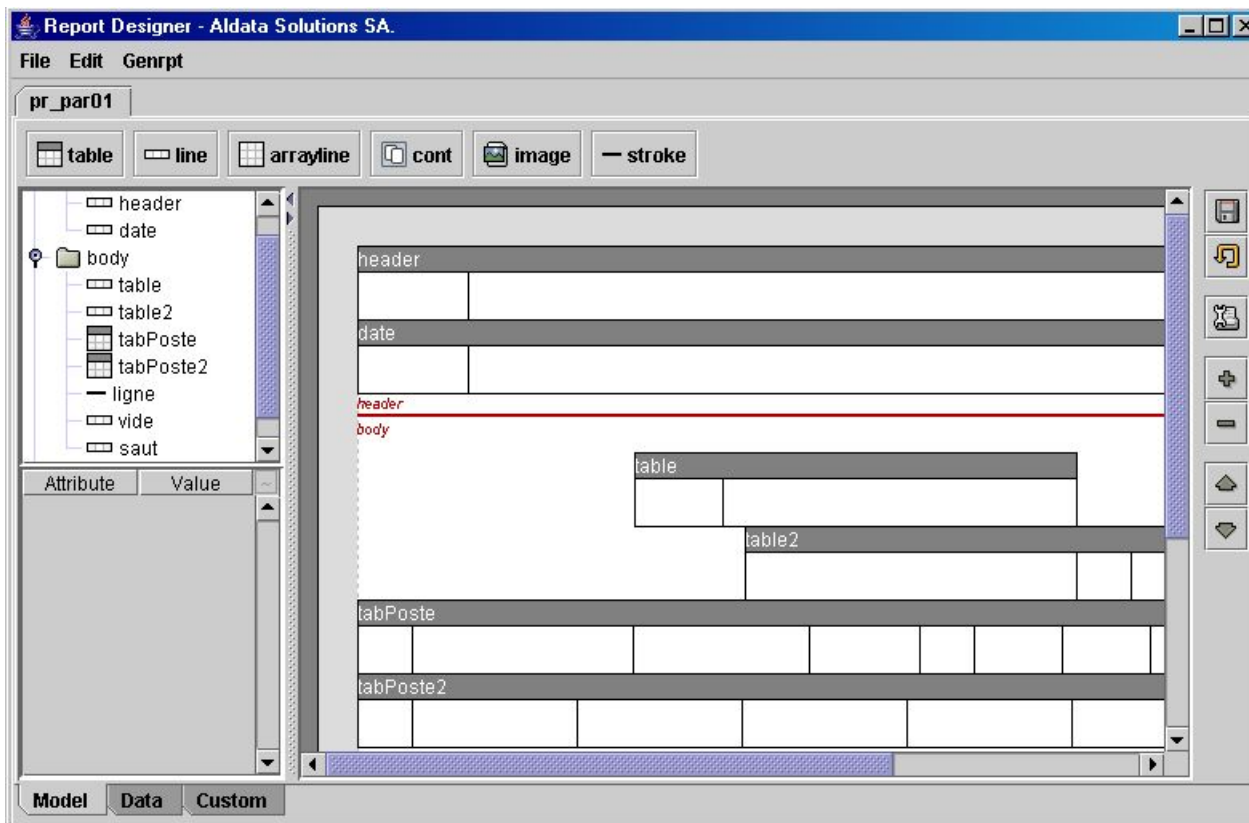 Report Designer - Aldata Solutions SA.
File Edit Genrpt
pr_par01
table line arrayline cont image stroke
header
date
body
table
table2
tabPoste
tabPoste2
ligne
vide
saut
Attribute Value ~
header
date
header
body
table
table2
tabPoste
tabPoste2
Model Data Custom